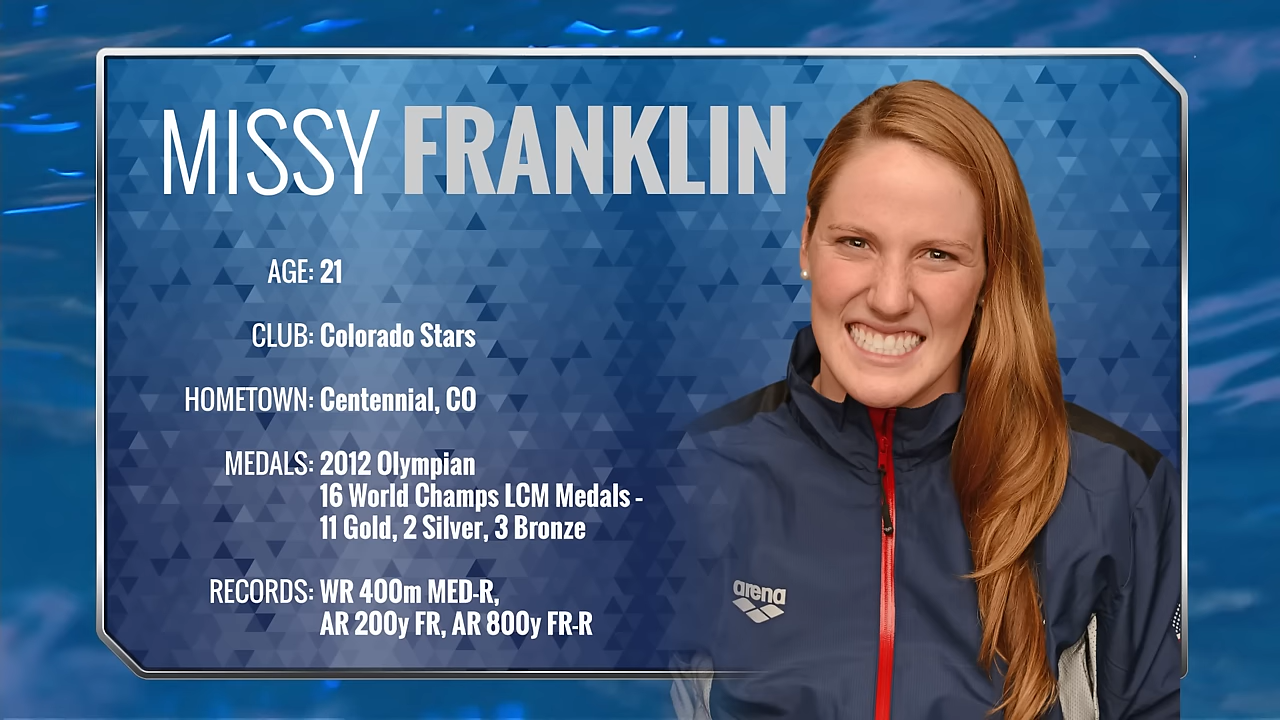 MISSY FRANKLIN
AGE: 21
CLUB: Colorado Stars
HOMETOWN: Centennial, CO
MEDALS: 2012 Olympian
16 World Champs LCM Medals -
11 Gold, 2 Silver, 3 Bronze
RECORDS: WR 400m MED-R,
AR 200y FR, AR 800y FR-R
arena